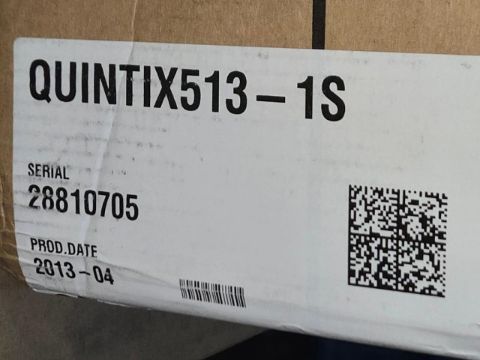 QUINTIX513-1S
SERIAL
28810705
PROD.DATE
2013-04